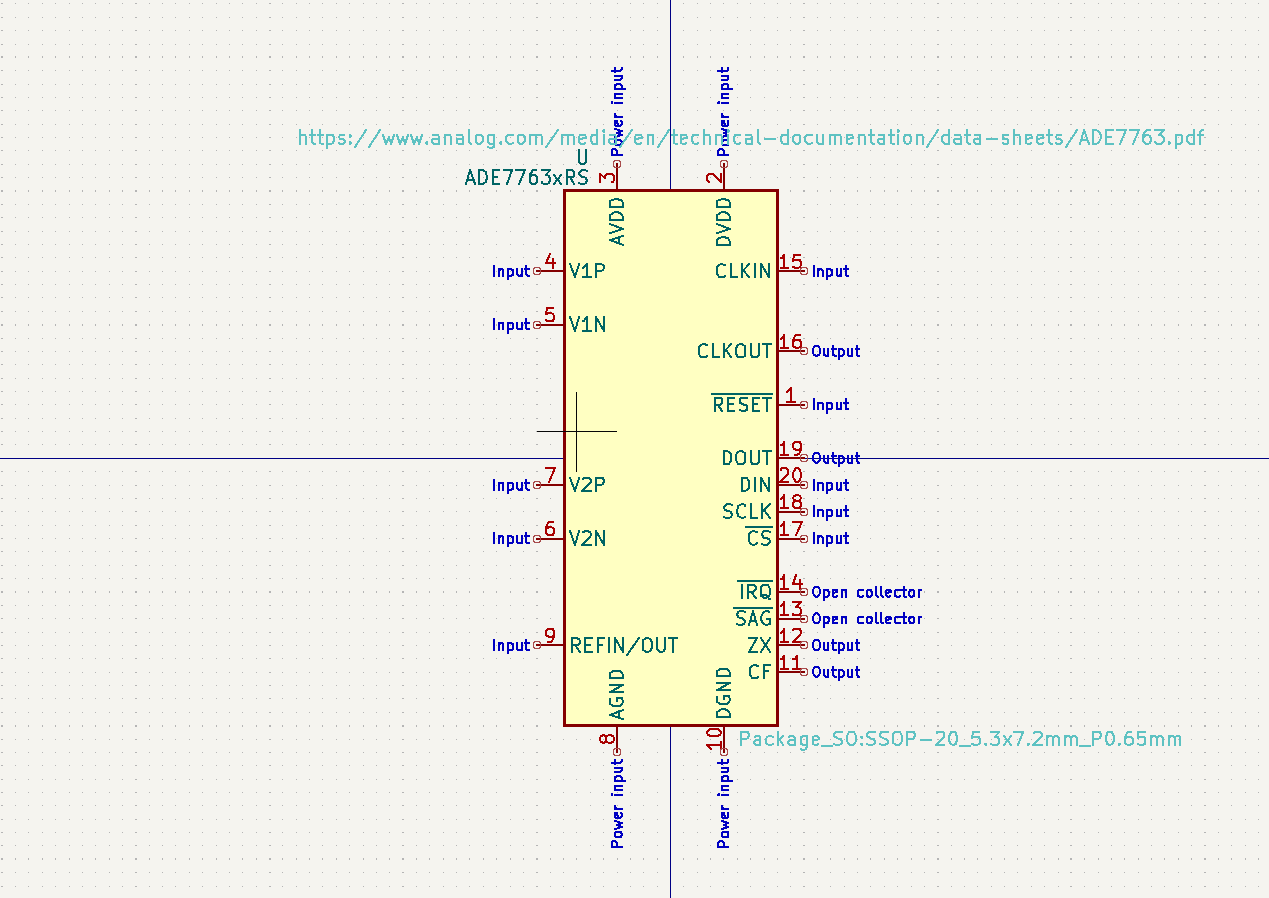 Power input
Power input
https://www.analog.com/media/en/technical-documentation/data-sheets/ADE7763.pdf
U
ADE7763xRS
3
2
AVDD
DVDD
Input 4 V1P
CLKIN 15 Input
Input 5 V1N
CLKOUT 16 Output
RESET 1 Input
DOUT 19 Output
Input 7 V2P
DIN 20 Input
SCLK 18 Input
Input 6 V2N
CS 17 Input
IRQ 14 Open collector
SAG 13 Open collector
Input 9 REFIN/OUT
ZX 12 Output
CF 11 Output
AGND
DGND
8
10
Package_SO:SSOP-20_5.3x7.2mm_P0.65mm
Power input
Power input